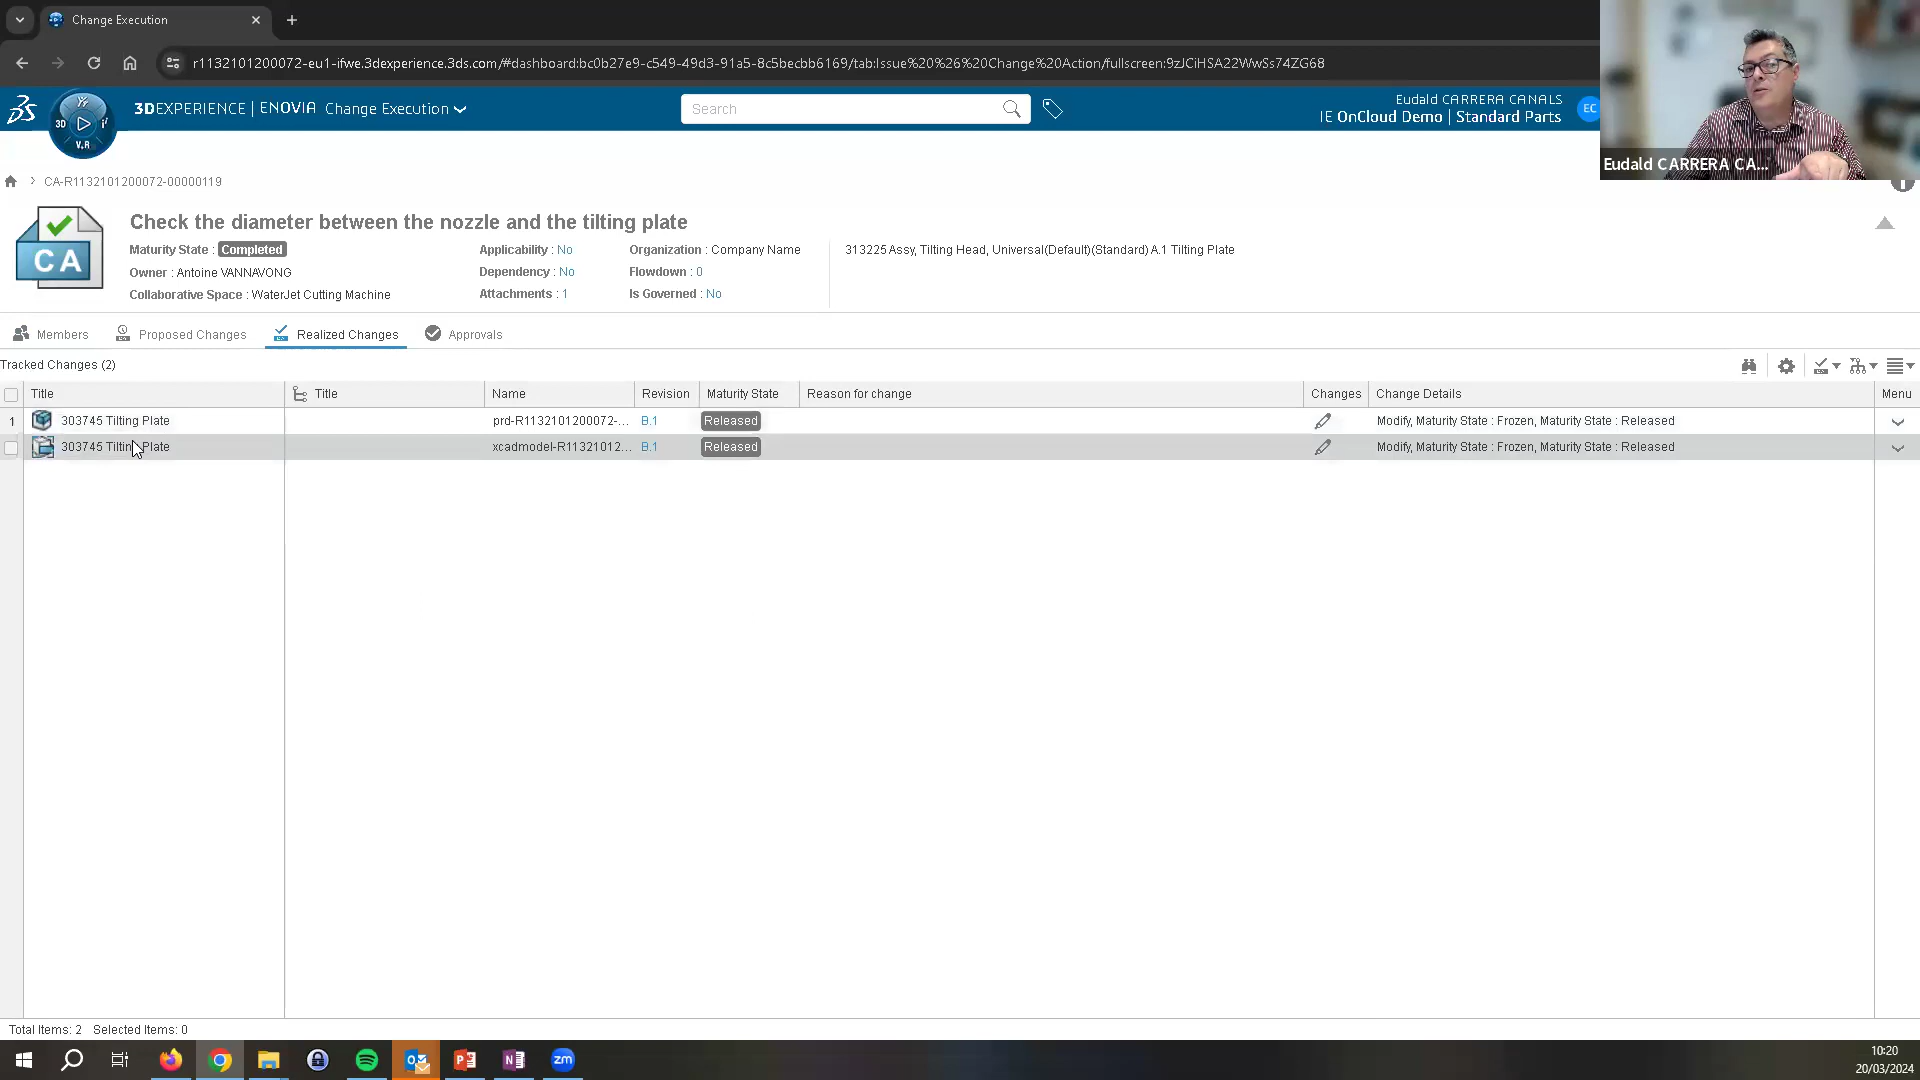 Change Execution
r1132101200072-eu1-ifwe.3dexperience.3ds.com/#dashboard:bc0b27e9-c549-49d3-91a5-8c5becbb6169/tab:Issue%20%26%20Change%20Action/fullscreen:9zJCiHSA22WwSs74ZG68
3DEXPERIENCE | ENOVIA Change Execution
Search
Eudald CARRERA CANALS
IE OnCloud Demo | Standard Parts
EC
3D
V.R
Eudald CARRERA CA...
CA-R1132101200072-00000119
CA
Check the diameter between the nozzle and the tilting plate
Maturity State : Completed
Owner : Antoine VANNAVONG
Collaborative Space : WaterJet Cutting Machine
Applicability : No
Dependency : No
Attachments : 1
Organization : Company Name
Flowdown : 0
Is Governed : No
313225 Assy, Tilting Head, Universal(Default)(Standard) A.1 Tilting Plate
Members Proposed Changes Realized Changes Approvals
Tracked Changes (2)
Title Title Name Revision Maturity State Reason for change Changes Change Details Menu
1 303745 Tilting Plate prd-R1132101200072-... B.1 Released Modify, Maturity State : Frozen, Maturity State : Released
303745 Tilting Plate xcadmodel-R11321012... B.1 Released Modify, Maturity State : Frozen, Maturity State : Released
Total Items: 2 Selected Items: 0
zm
10:20
20/03/2024